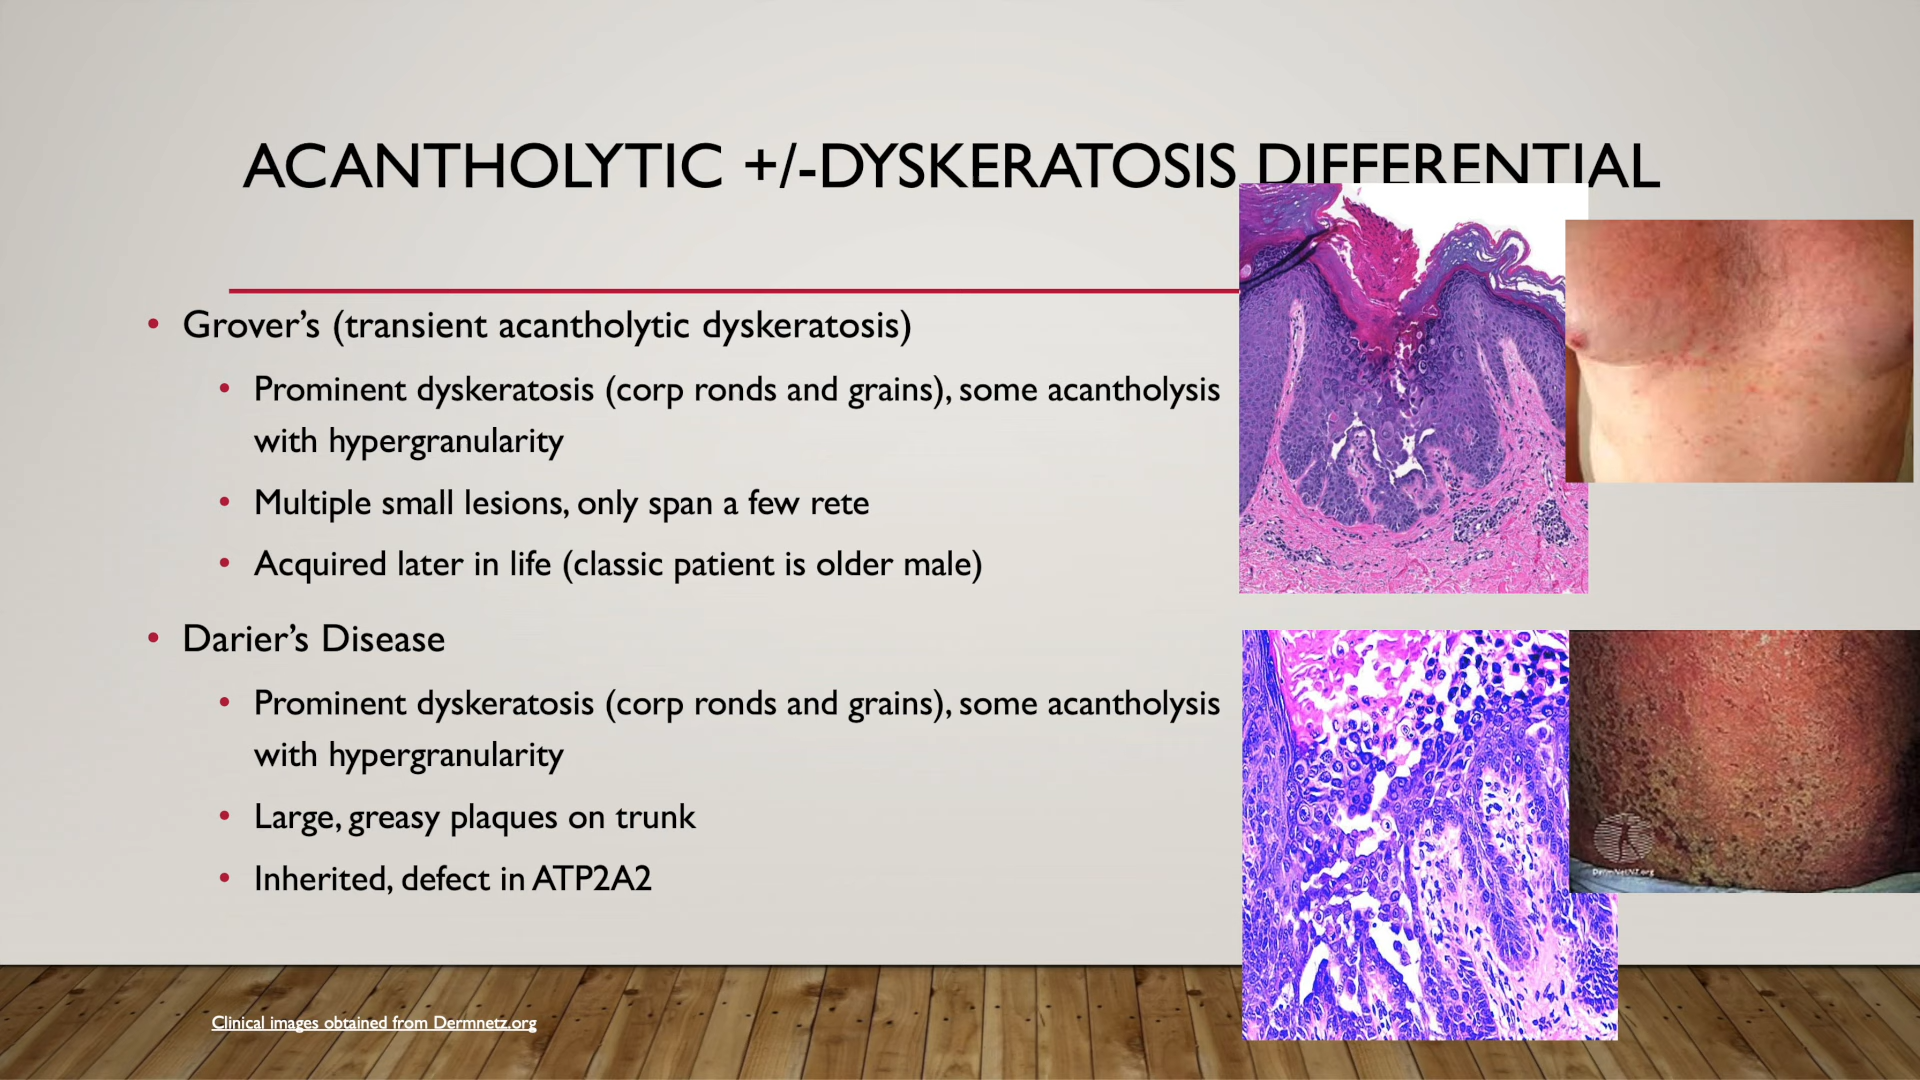 ACANTHOLYTIC +/-DYSKERATOSIS DIFFERENTIAL
• Grover’s (transient acantholytic dyskeratosis)
• Prominent dyskeratosis (corp ronds and grains), some acantholysis
with hypergranularity
• Multiple small lesions, only span a few rete
• Acquired later in life (classic patient is older male)
• Darier’s Disease
• Prominent dyskeratosis (corp ronds and grains), some acantholysis
with hypergranularity
• Large, greasy plaques on trunk
• Inherited, defect in ATP2A2
DermNetNZ.org
Clinical images obtained from Dermnetz.org